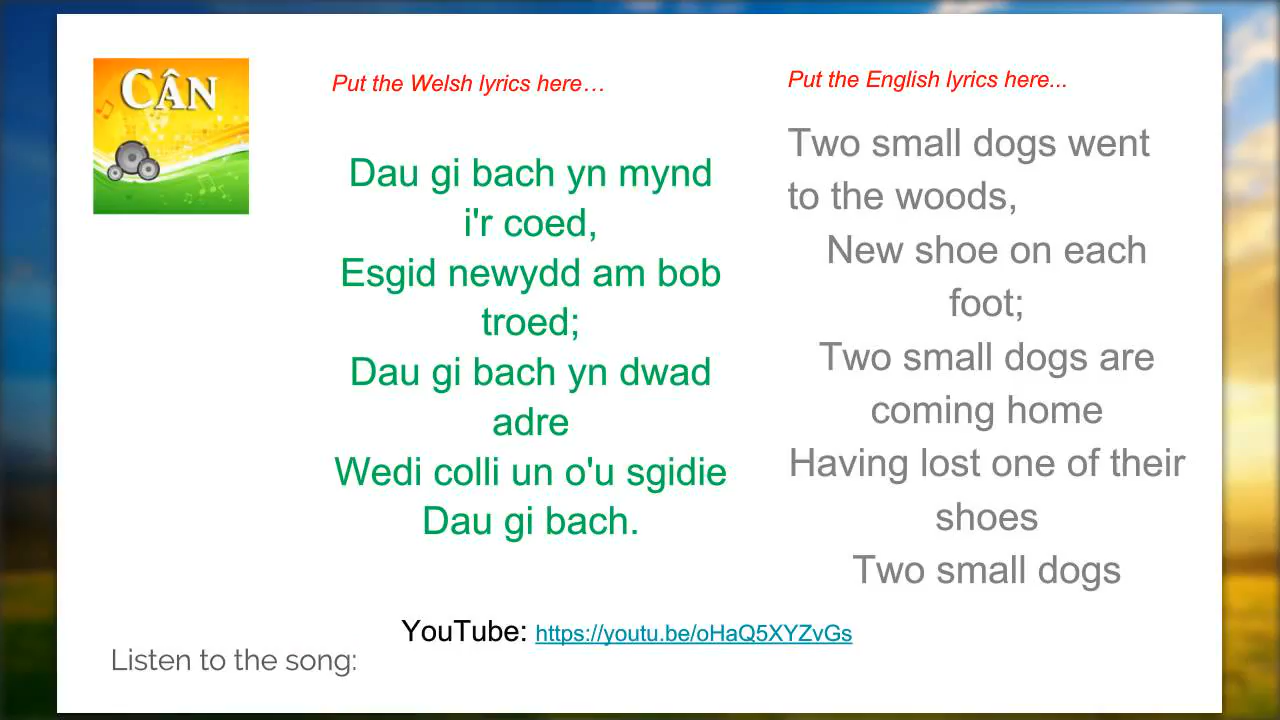 CÂN
Put the Welsh lyrics here…
Dau gi bach yn mynd
i'r coed,
Esgid newydd am bob
troed;
Dau gi bach yn dwad
adre
Wedi colli un o'u sgidie
Dau gi bach.
Put the English lyrics here...
Two small dogs went
to the woods,
New shoe on each
foot;
Two small dogs are
coming home
Having lost one of their
shoes
Two small dogs
YouTube: https://youtu.be/oHaQ5XYZvGs
Listen to the song: